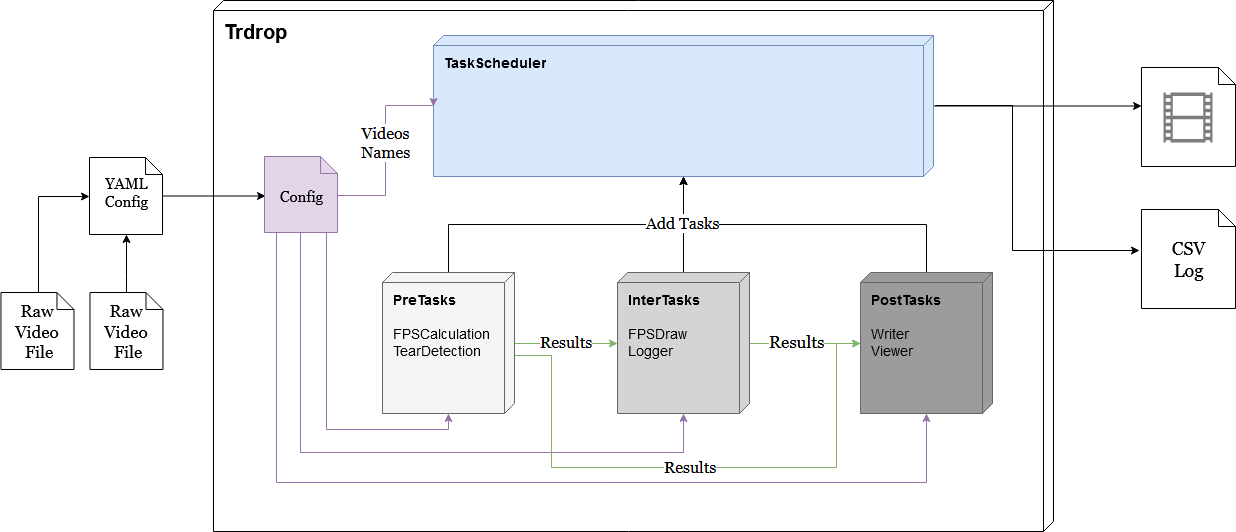 Trdrop
TaskScheduler
Videos
Names
YAML
Config
Config
CSV
Log
Add Tasks
Raw
Video
File
Raw
Video
File
PreTasks
FPSCalculation
TearDetection
Results
InterTasks
FPSDraw
Logger
Results
PostTasks
Writer
Viewer
Results